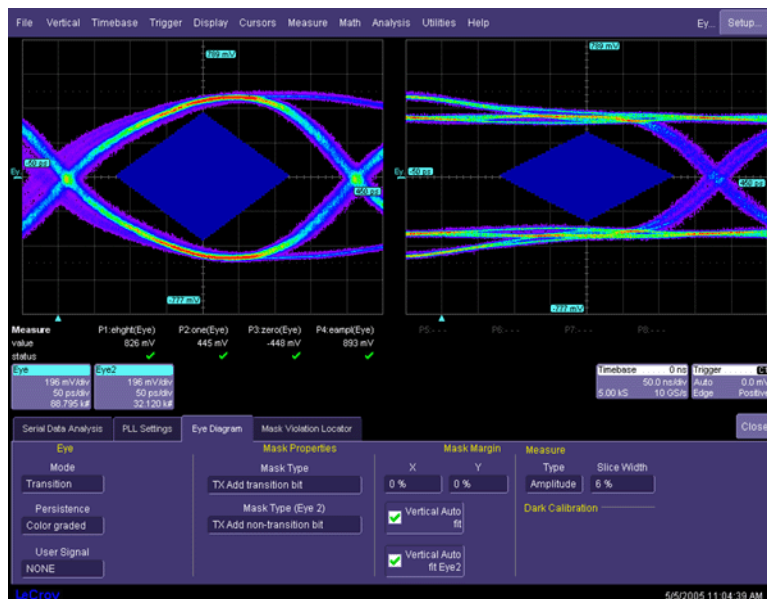 File Vertical Timebase Trigger Display Cursors Measure Math Analysis Utilities Help
Ey... Setup...
789 mV
789 mV
-50 ps
450 ps
-50 ps
450 ps
Ey
Ey
-777 mV
-777 mV
Measure P1:ehght(Eye) P2:one(Eye) P3:zero(Eye) P4:eampl(Eye) P5:- - - P6:- - - P7:- - - P8:- - -
value 826 mV 445 mV -448 mV 893 mV
status
Eye
196 mV/div
50 ps/div
88.795 k#
Eye2
196 mV/div
50 ps/div
32.120 k#
Timebase 0 ns
50.0 ns/div
5.00 kS 10 GS/s
Trigger C1
Auto 0.0 mV
Edge Positive
Serial Data Analysis PLL Settings Eye Diagram Mask Violation Locator Close
Eye
Mode
Transition
Persistence
Color graded
User Signal
NONE
Mask Properties
Mask Type
TX Add transition bit
Mask Type (Eye 2)
TX Add non-transition bit
Mask Margin
X Y
0 % 0 %
Vertical Auto
fit
Vertical Auto
fit Eye2
Measure
Type Slice Width
Amplitude 6 %
Dark Calibration
LeCroy
5/5/2005 11:04:39 AM